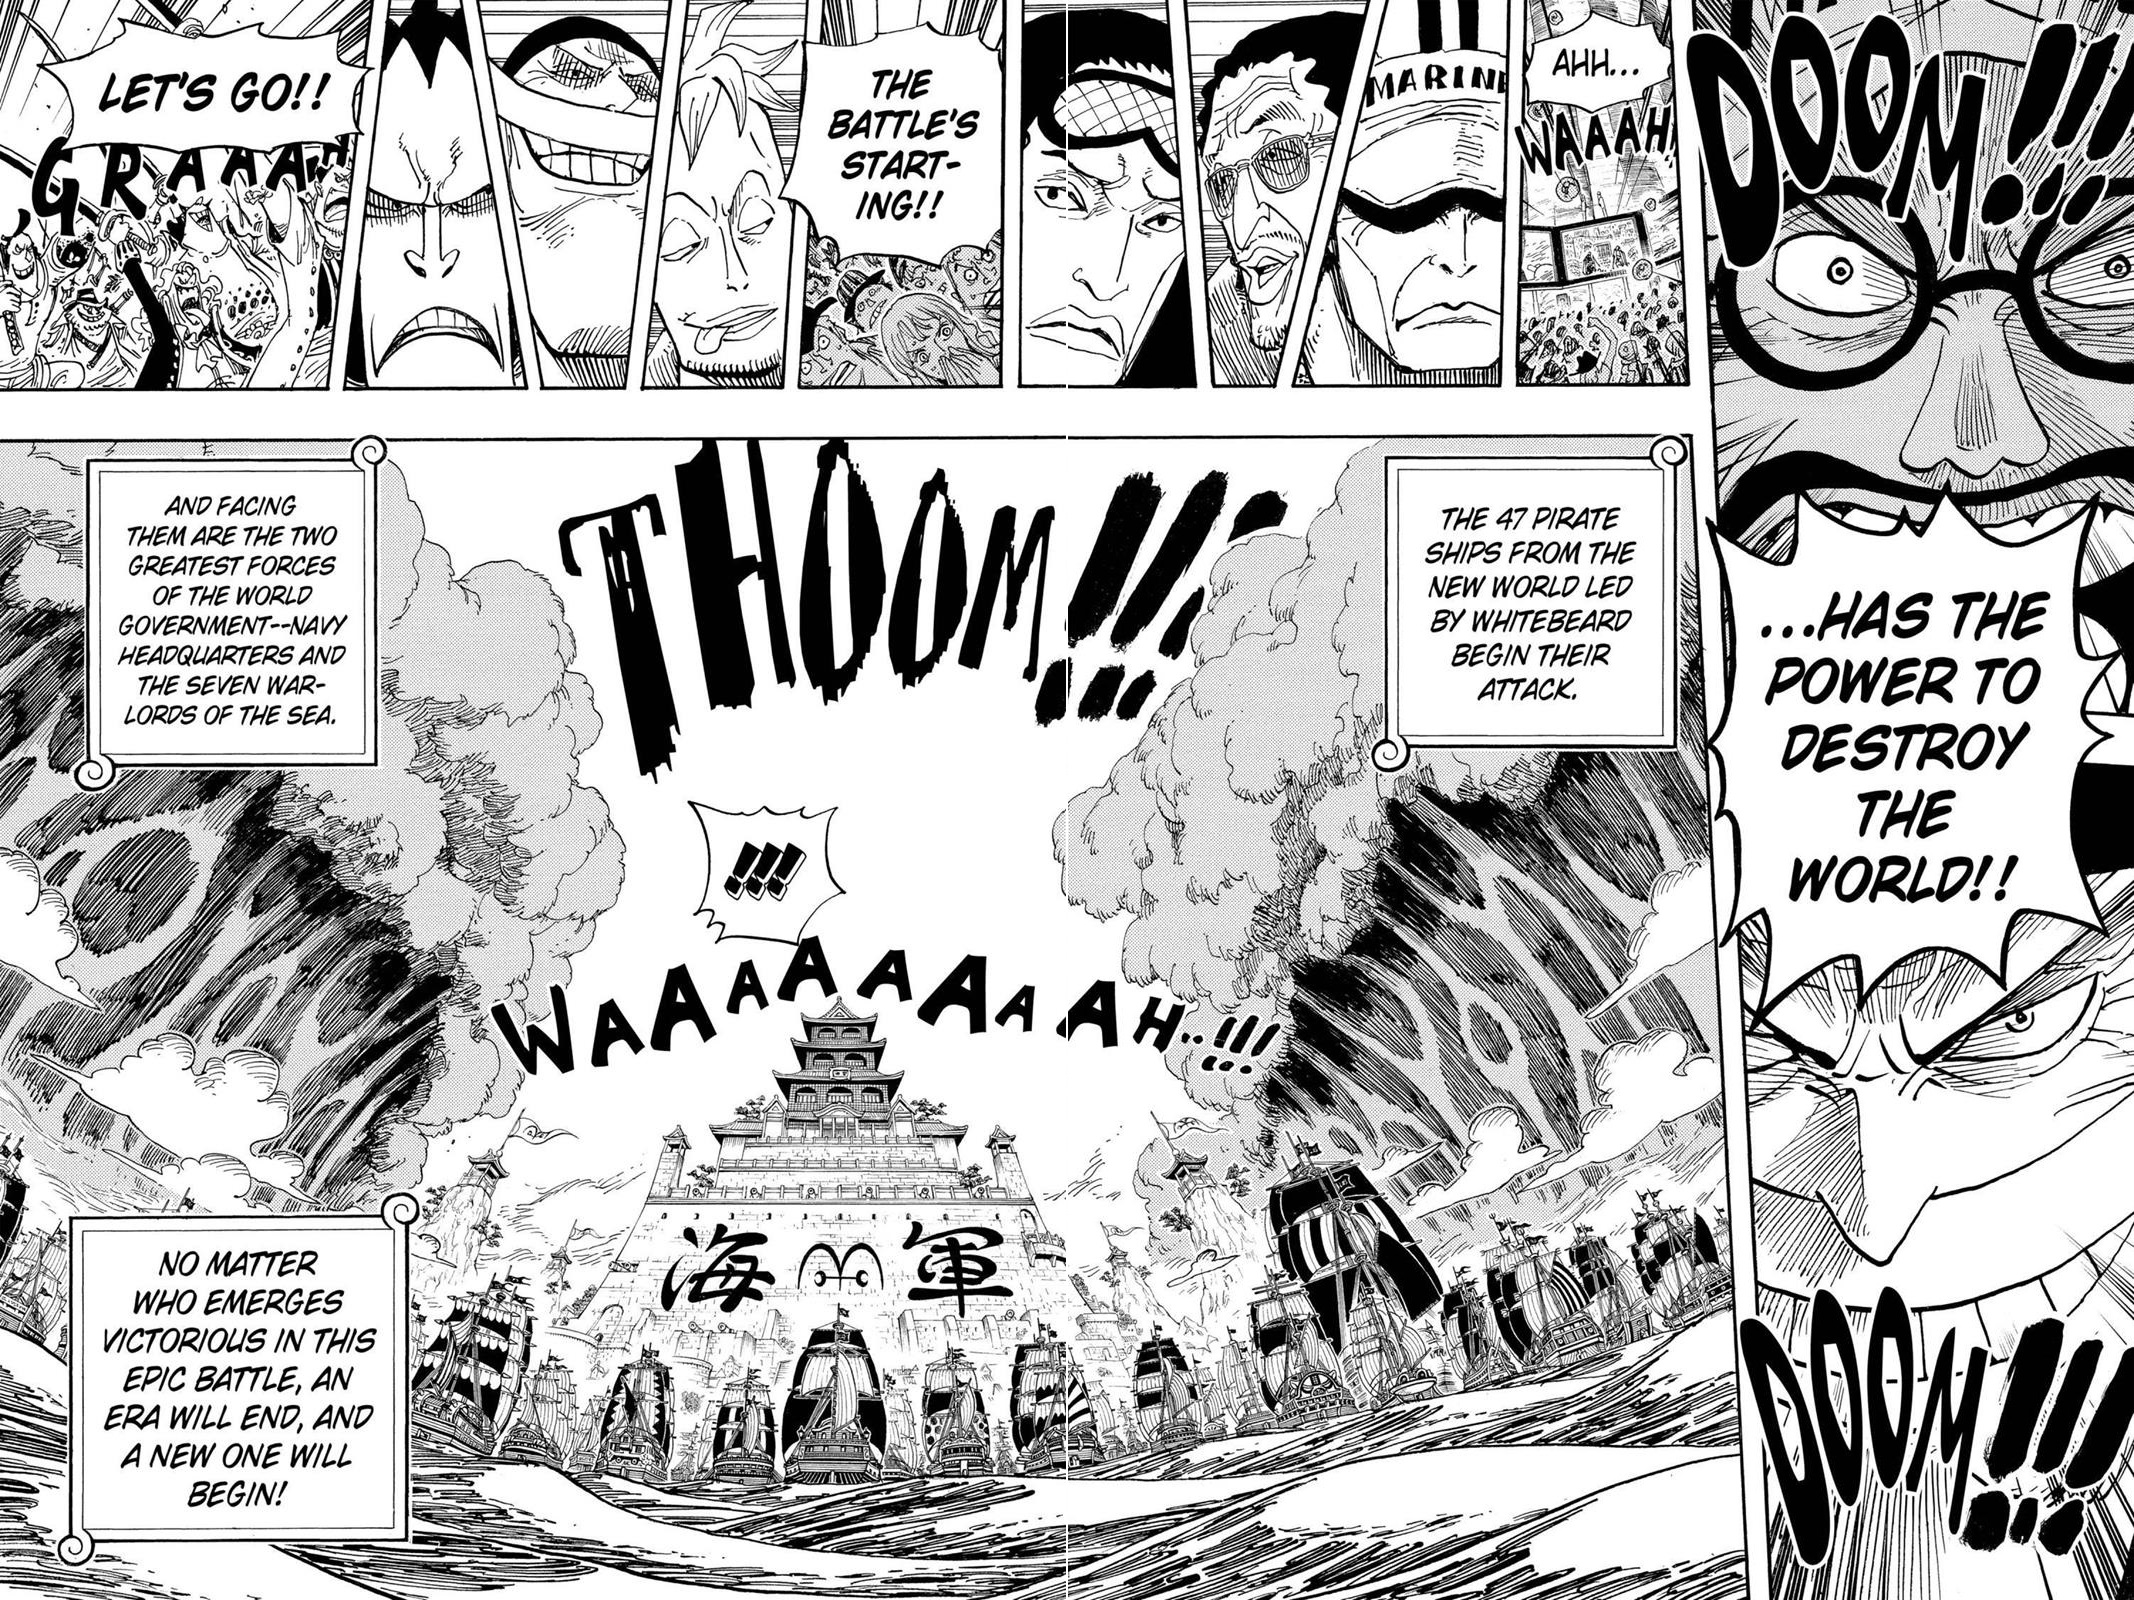 DOOM!!!
...HAS THE
POWER TO
DESTROY
THE
WORLD!!
DOOM!!!
AHH...
WAAAH!
MARINE
THE
BATTLE'S
START-
ING!!
LET'S GO!!
GRAAAH
THE 47 PIRATE
SHIPS FROM THE
NEW WORLD LED
BY WHITEBEARD
BEGIN THEIR
ATTACK.
THOOM!!!
AND FACING
THEM ARE THE TWO
GREATEST FORCES
OF THE WORLD
GOVERNMENT--NAVY
HEADQUARTERS AND
THE SEVEN WAR-
LORDS OF THE SEA.
!!!
WAAAAAAAAAH..!!!
海軍
NO MATTER
WHO EMERGES
VICTORIOUS IN THIS
EPIC BATTLE, AN
ERA WILL END, AND
A NEW ONE WILL
BEGIN!